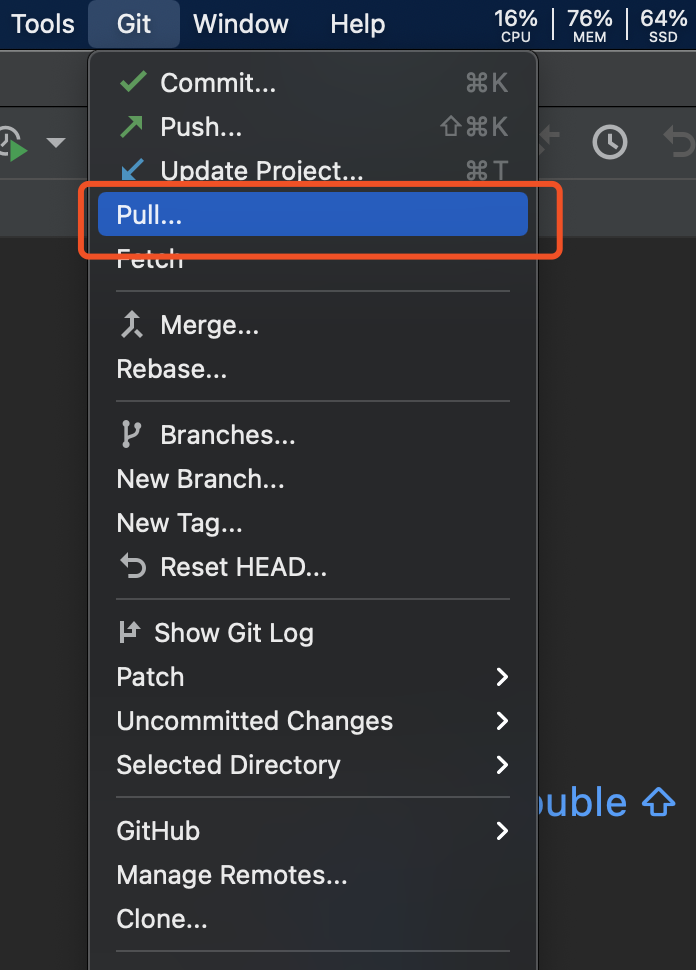 Tools Git Window Help 16% 76% 64%
CPU MEM SSD
Commit... ⌘K
Push... ⇧⌘K
Update Project... ⌘T
Pull...
Fetch
Merge...
Rebase...
Branches...
New Branch...
New Tag...
Reset HEAD...
Show Git Log
Patch
Uncommitted Changes
Selected Directory
ouble ⇧
GitHub
Manage Remotes...
Clone...